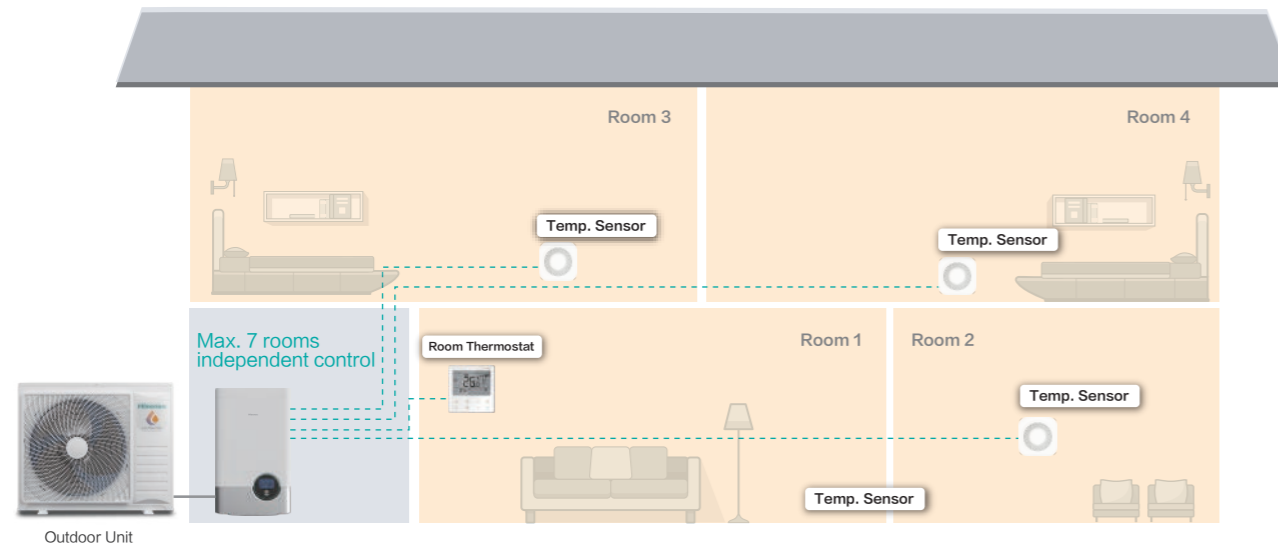 Room 3
Room 4
Temp. Sensor
Temp. Sensor
Max. 7 rooms
independent control
Room Thermostat
Room 1
Room 2
Hisense
Temp. Sensor
Temp. Sensor
Outdoor Unit